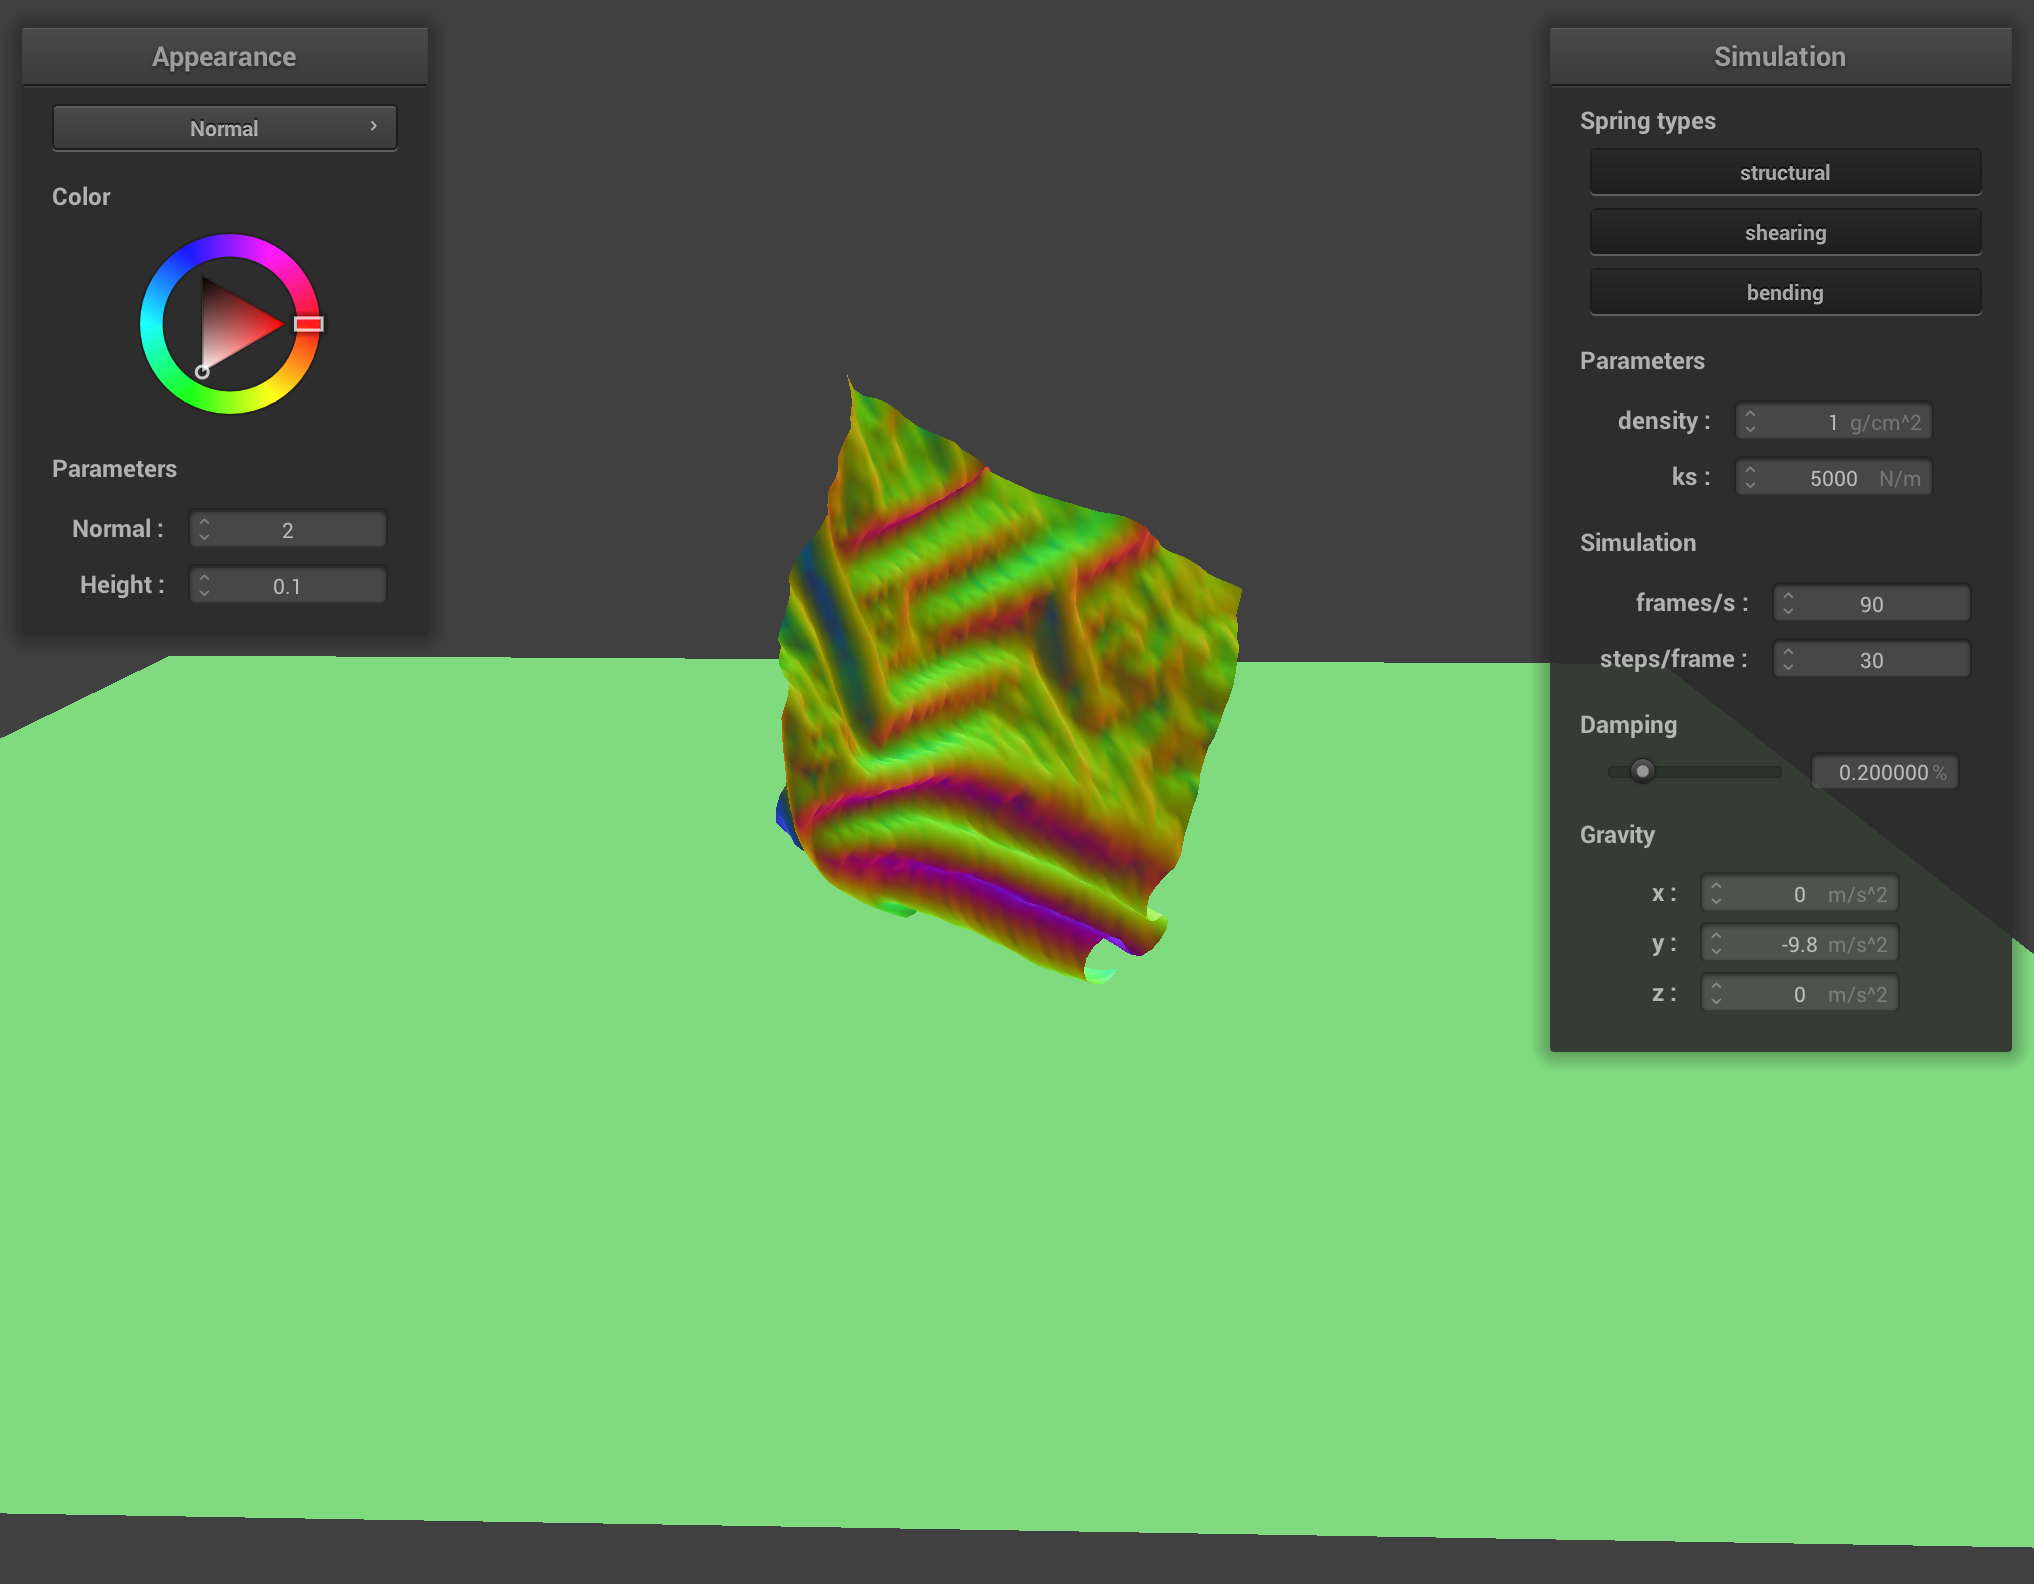 Appearance
Normal
Color
Parameters
Normal : 2
Height : 0.1
Simulation
Spring types
structural
shearing
bending
Parameters
density : 1 g/cm^2
ks : 5000 N/m
Simulation
frames/s : 90
steps/frame : 30
Damping
0.200000 %
Gravity
x : 0 m/s^2
y : -9.8 m/s^2
z : 0 m/s^2